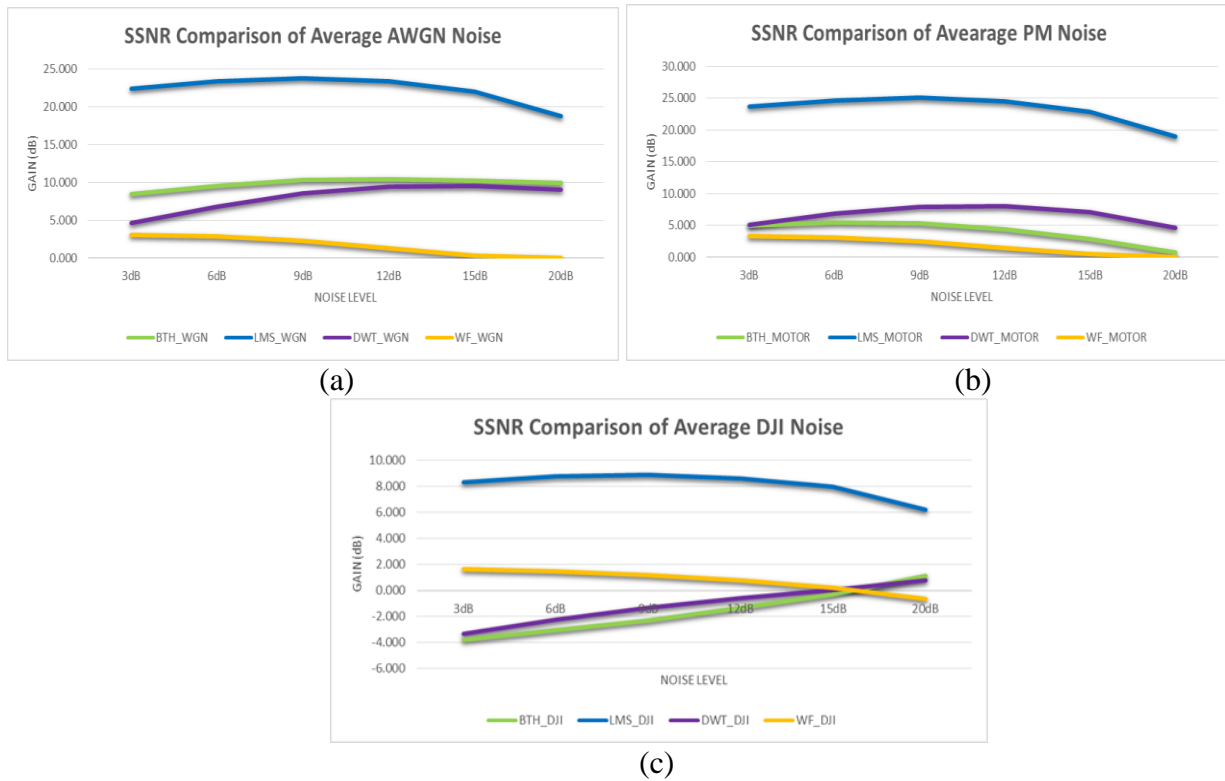 SSNR Comparison of Average AWGN Noise
25.000
20.000
15.000
10.000
5.000
0.000
GAIN (dB)
3dB 6dB 9dB 12dB 15dB 20dB
NOISE LEVEL
BTH_WGN LMS_WGN DWT_WGN WF_WGN
(a)
SSNR Comparison of Avearage PM Noise
30.000
25.000
20.000
15.000
10.000
5.000
0.000
GAIN (dB)
3dB 6dB 9dB 12dB 15dB 20dB
NOISE LEVEL
BTH_MOTOR LMS_MOTOR DWT_MOTOR WF_MOTOR
(b)
SSNR Comparison of Average DJI Noise
10.000
8.000
6.000
4.000
2.000
0.000
-2.000
-4.000
-6.000
GAIN (dB)
3dB 6dB 9dB 12dB 15dB 20dB
NOISE LEVEL
BTH_DJI LMS_DJI DWT_DJI WF_DJI
(c)